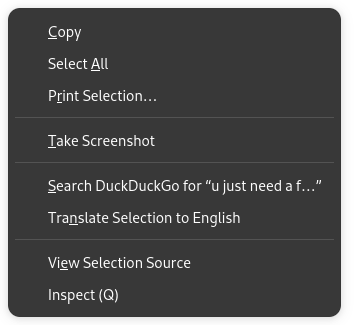 Copy
Select All
Print Selection…
Take Screenshot
Search DuckDuckGo for “u just need a f…”
Translate Selection to English
View Selection Source
Inspect (Q)